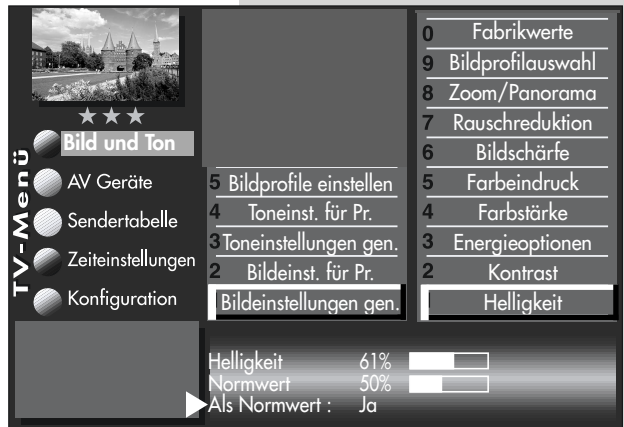 TV-Menü
Bild und Ton
AV Geräte
Sendertabelle
Zeiteinstellungen
Konfiguration
5 Bildprofile einstellen
4 Toneinst. für Pr.
3 Toneinstellungen gen.
2 Bildeinst. für Pr.
Bildeinstellungen gen.
0 Fabrikwerte
9 Bildprofilauswahl
8 Zoom/Panorama
7 Rauschreduktion
6 Bildschärfe
5 Farbeindruck
4 Farbstärke
3 Energieoptionen
2 Kontrast
Helligkeit
Helligkeit 61%
Normwert 50%
Als Normwert : Ja